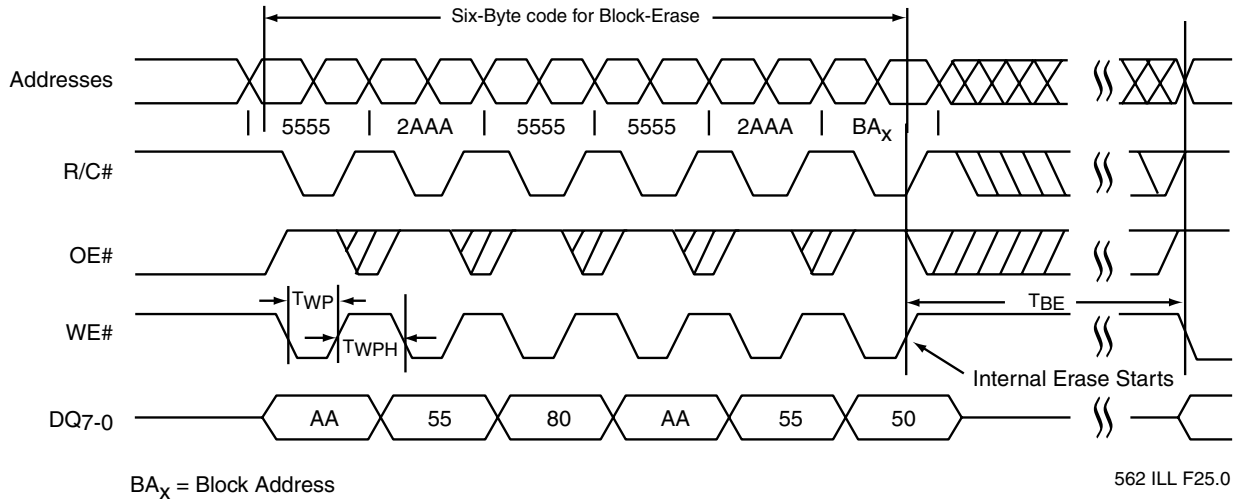 Six-Byte code for Block-Erase
Addresses
5555 2AAA 5555 5555 2AAA BAX
R/C#
OE#
TWP
TBE
WE#
TWPH
Internal Erase Starts
DQ7-0 AA 55 80 AA 55 50
BAX = Block Address
562 ILL F25.0